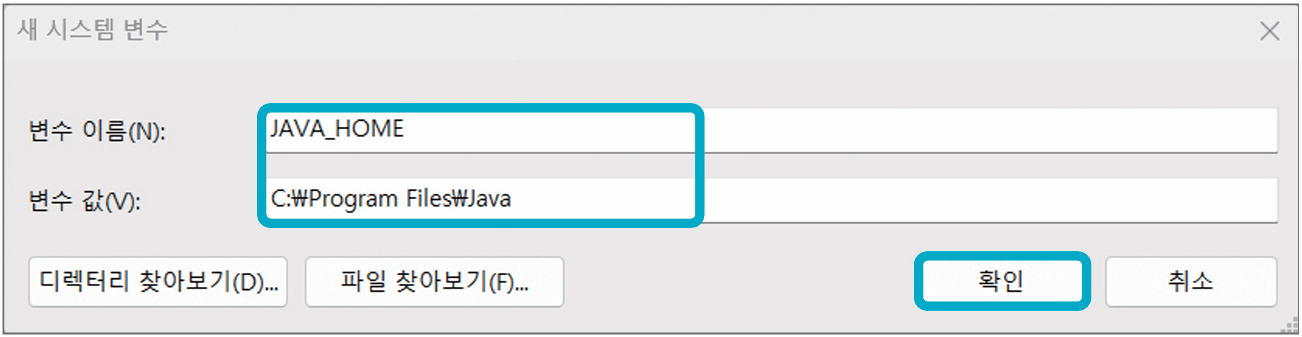 새 시스템 변수
변수 이름(N):
JAVA_HOME
변수 값(V):
C:₩Program Files₩Java
디렉터리 찾아보기(D)...
파일 찾아보기(F)...
확인
취소